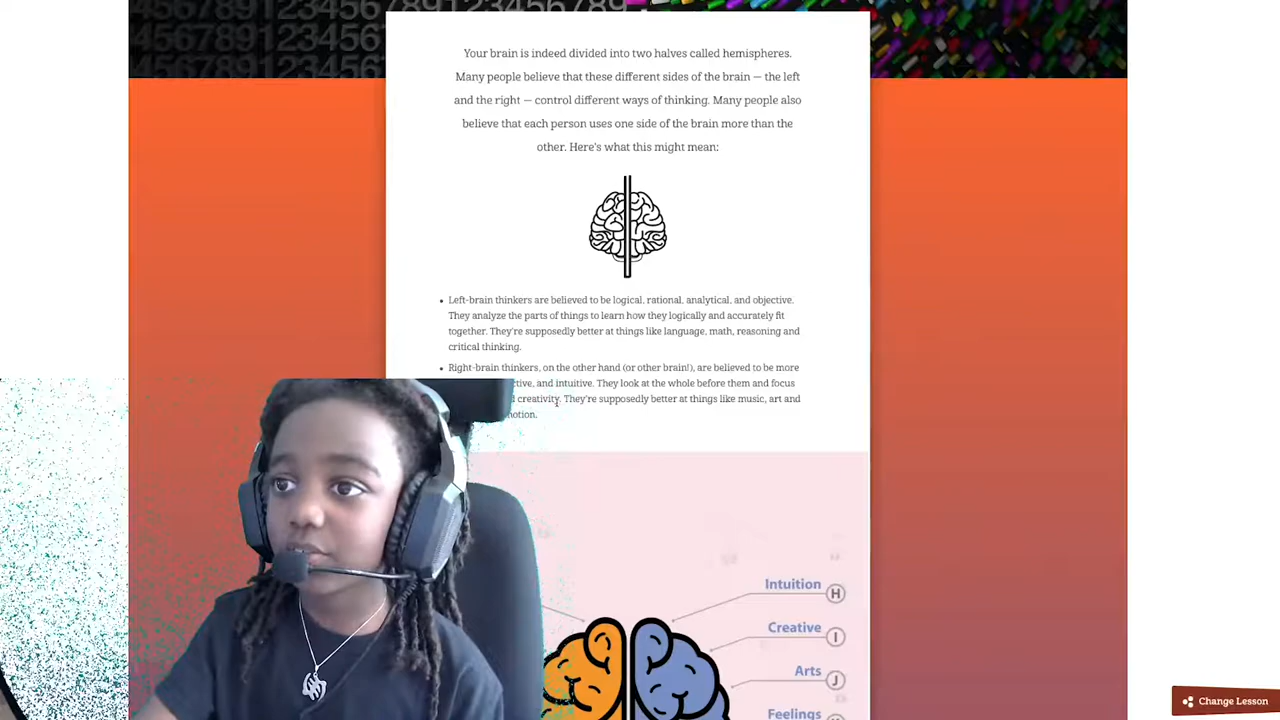 Your brain is indeed divided into two halves called hemispheres.
Many people believe that these different sides of the brain — the left
and the right — control different ways of thinking. Many people also
believe that each person uses one side of the brain more than the
other. Here's what this might mean:
• Left-brain thinkers are believed to be logical, rational, analytical, and objective.
They analyze the parts of things to learn how they logically and accurately fit
together. They're supposedly better at things like language, math, reasoning and
critical thinking.
• Right-brain thinkers, on the other hand (or other brain!), are believed to be more
and intuitive. They look at the whole before them and focus
creativity. They're supposedly better at things like music, art and
Intuition H
Creative I
Arts J
Feelings
Change Lesson